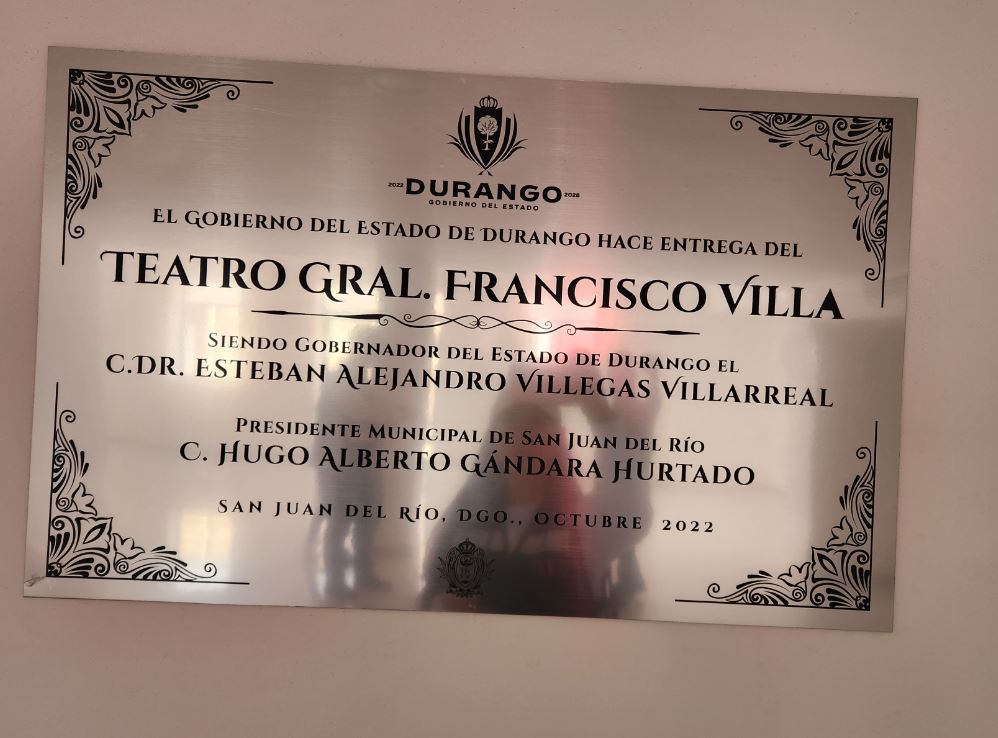 2022 DURANGO 2028
GOBIERNO DEL ESTADO
EL GOBIERNO DEL ESTADO DE DURANGO HACE ENTREGA DEL
TEATRO GRAL. FRANCISCO VILLA
SIENDO GOBERNADOR DEL ESTADO DE DURANGO EL
C.DR. ESTEBAN ALEJANDRO VILLEGAS VILLARREAL
PRESIDENTE MUNICIPAL DE SAN JUAN DEL RÍO
C. HUGO ALBERTO GÁNDARA HURTADO
SAN JUAN DEL RÍO, DGO., OCTUBRE 2022